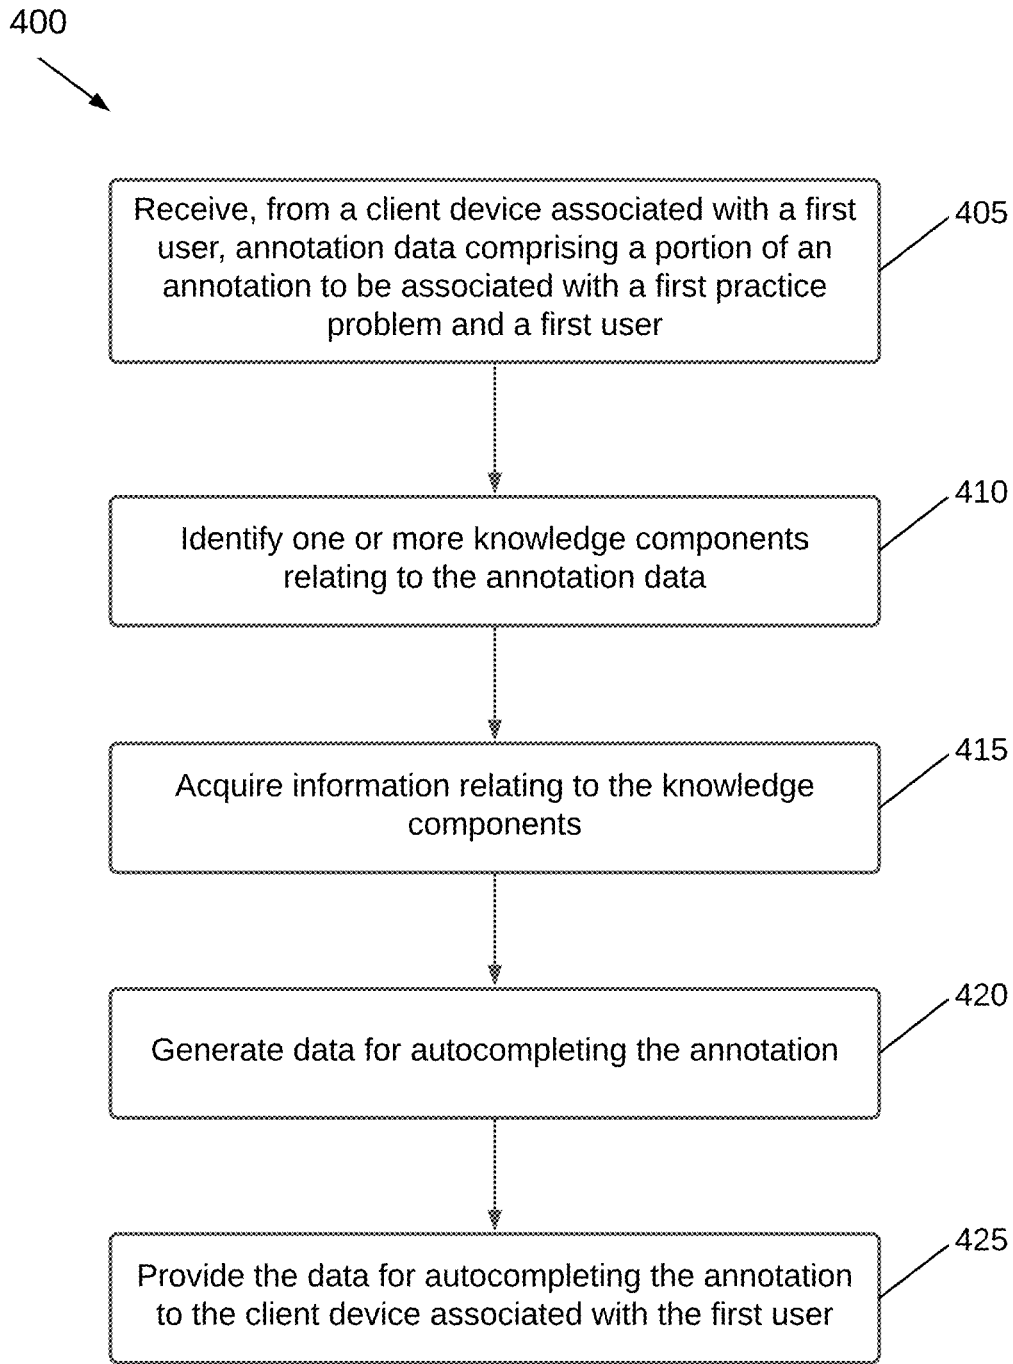 400
Receive, from a client device associated with a first
user, annotation data comprising a portion of an
annotation to be associated with a first practice
problem and a first user
405
Identify one or more knowledge components
relating to the annotation data
410
Acquire information relating to the knowledge
components
415
Generate data for autocompleting the annotation
420
Provide the data for autocompleting the annotation
to the client device associated with the first user
425